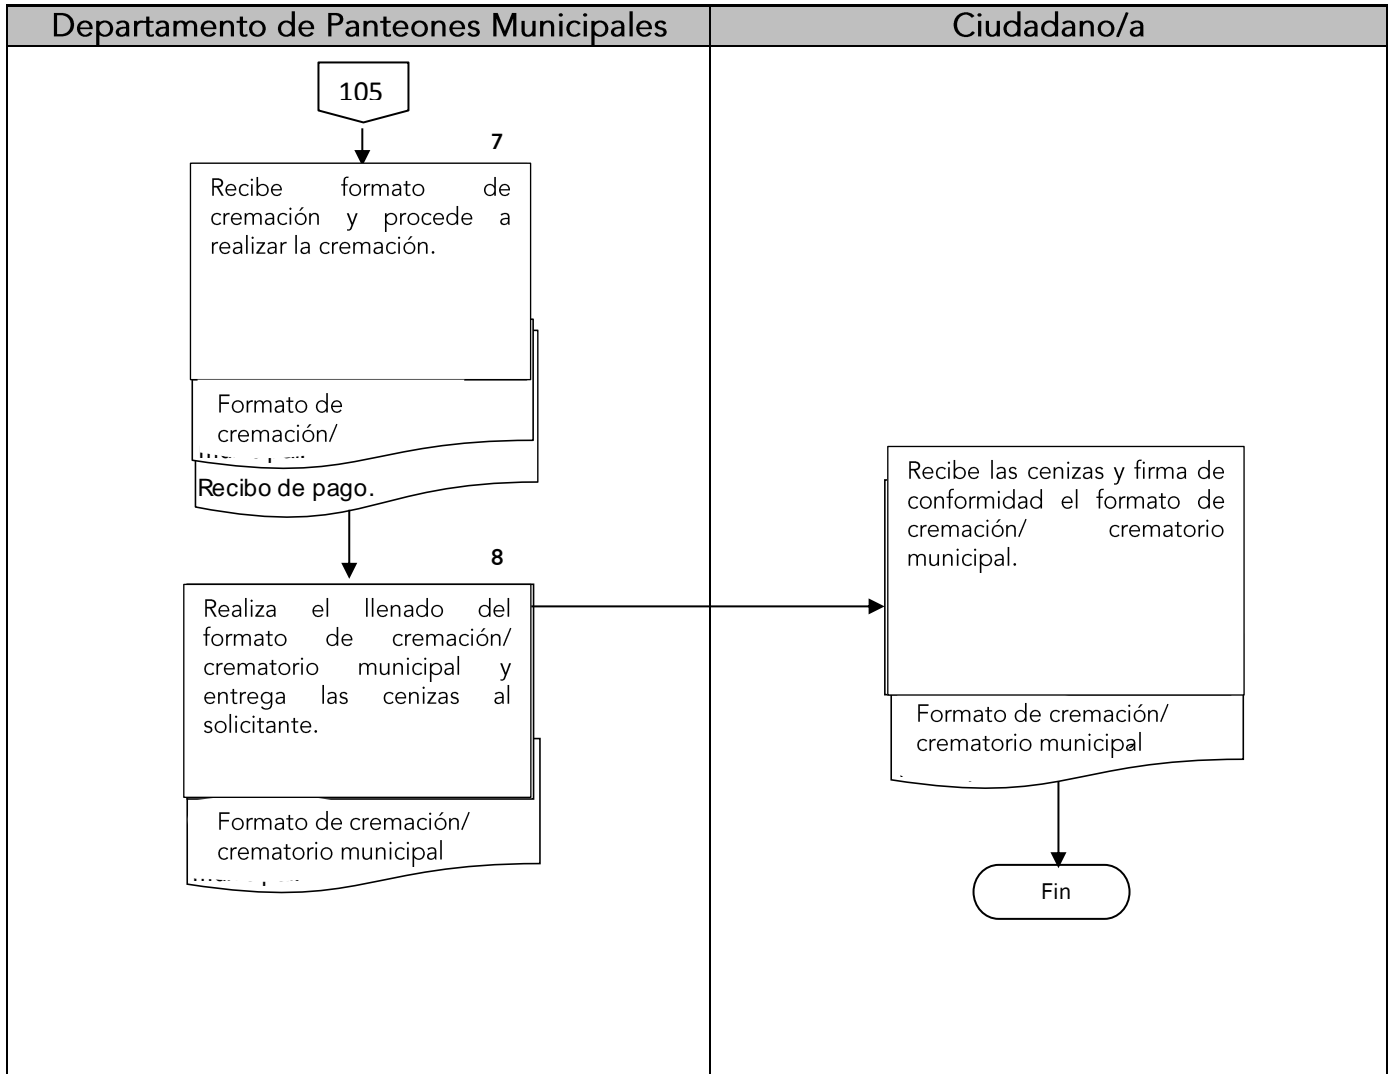 Departamento de Panteones Municipales
Ciudadano/a
105
7
Recibe formato de
cremación y procede a
realizar la cremación.
Formato de
cremación/
Recibo de pago.
8
Realiza el llenado del
formato de cremación/
crematorio municipal y
entrega las cenizas al
solicitante.
Formato de cremación/
crematorio municipal
Recibe las cenizas y firma de
conformidad el formato de
cremación/ crematorio
municipal.
Formato de cremación/
crematorio municipal
Fin